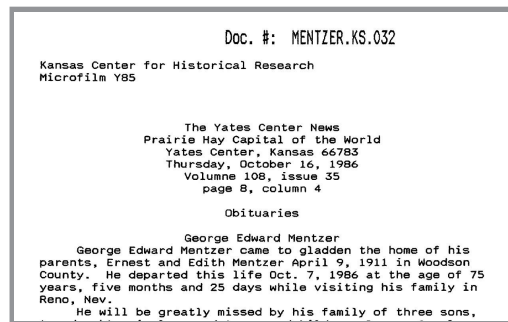 Doc. #: MENTZER.KS.032
Kansas Center for Historical Research
Microfilm Y85
The Yates Center News
Prairie Hay Capital of the World
Yates Center, Kansas 66783
Thursday, October 16, 1986
Volumne 108, issue 35
page 8, column 4
Obituaries
George Edward Mentzer
George Edward Mentzer came to gladden the home of his
parents, Ernest and Edith Mentzer April 9, 1911 in Woodson
County. He departed this life Oct. 7, 1986 at the age of 75
years, five months and 25 days while visiting his family in
Reno, Nev.
He will be greatly missed by his family of three sons,